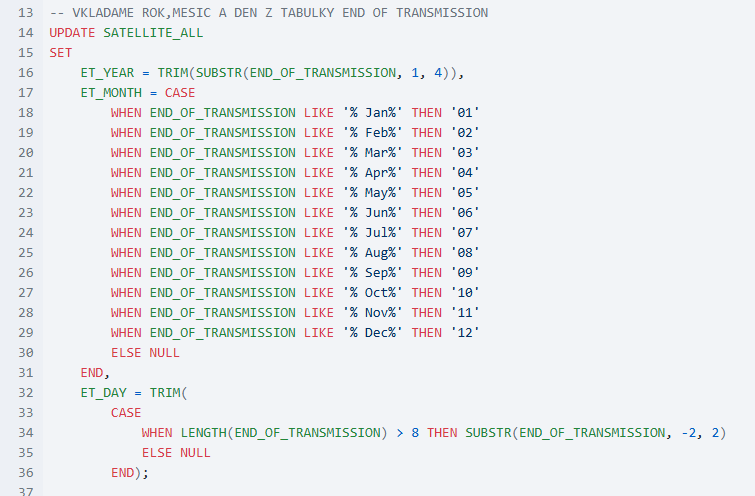 13 -- VKLADAME ROK,MESIC A DEN Z TABULKY END OF TRANSMISSION
14 UPDATE SATELLITE_ALL
15 SET
16     ET_YEAR = TRIM(SUBSTR(END_OF_TRANSMISSION, 1, 4)),
17     ET_MONTH = CASE
18         WHEN END_OF_TRANSMISSION LIKE '% Jan%' THEN '01'
19         WHEN END_OF_TRANSMISSION LIKE '% Feb%' THEN '02'
20         WHEN END_OF_TRANSMISSION LIKE '% Mar%' THEN '03'
21         WHEN END_OF_TRANSMISSION LIKE '% Apr%' THEN '04'
22         WHEN END_OF_TRANSMISSION LIKE '% May%' THEN '05'
23         WHEN END_OF_TRANSMISSION LIKE '% Jun%' THEN '06'
24         WHEN END_OF_TRANSMISSION LIKE '% Jul%' THEN '07'
25         WHEN END_OF_TRANSMISSION LIKE '% Aug%' THEN '08'
26         WHEN END_OF_TRANSMISSION LIKE '% Sep%' THEN '09'
27         WHEN END_OF_TRANSMISSION LIKE '% Oct%' THEN '10'
28         WHEN END_OF_TRANSMISSION LIKE '% Nov%' THEN '11'
29         WHEN END_OF_TRANSMISSION LIKE '% Dec%' THEN '12'
30         ELSE NULL
31     END,
32     ET_DAY = TRIM(
33         CASE
34             WHEN LENGTH(END_OF_TRANSMISSION) > 8 THEN SUBSTR(END_OF_TRANSMISSION, -2, 2)
35             ELSE NULL
36         END);
37